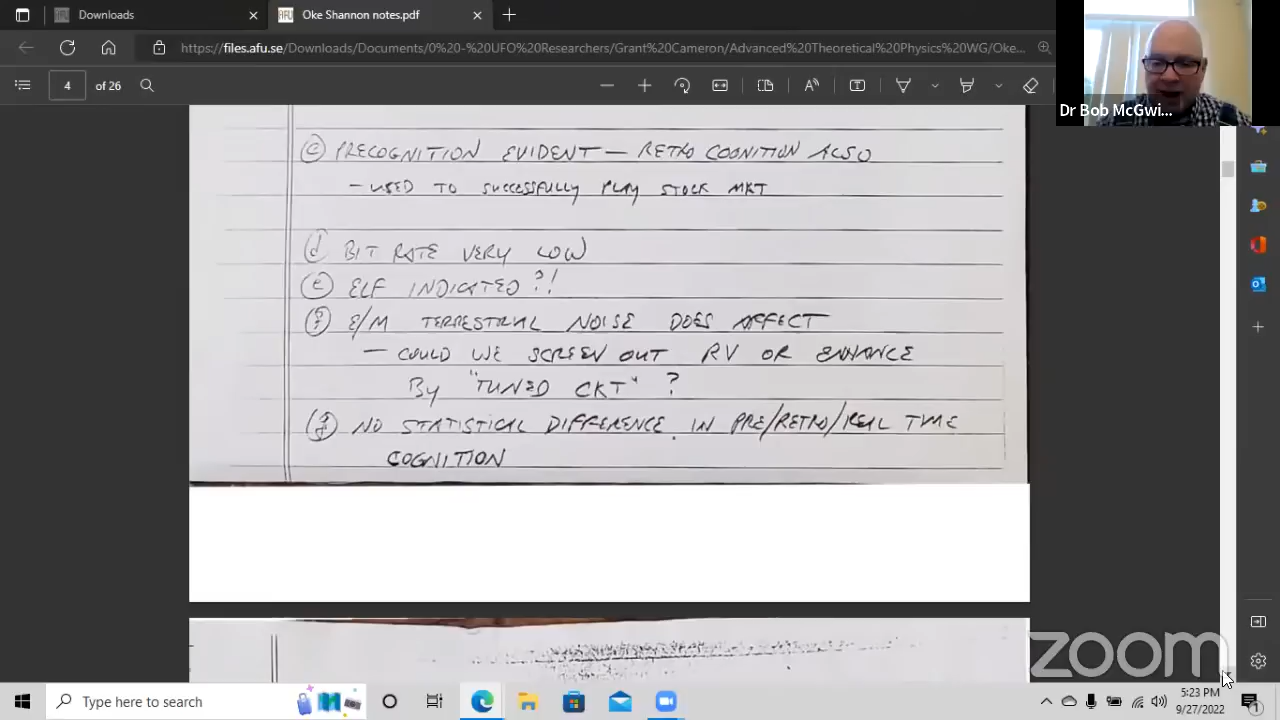 Downloads
Oke Shannon notes.pdf
https://files.afu.se/Downloads/Documents/0%20-%20UFO%20Researchers/Grant%20Cameron/Advanced%20Theoretical%20Physics%20WG/Oke...
4 of 26
Dr Bob McGwi...
(c) PRECOGNITION EVIDENT — RETRO COGNITION ALSO
- USED TO SUCCESSFULLY PLAY STOCK MKT
(d) BIT RATE VERY LOW
(e) ELF INDICATED?!
(f) E/M TERRESTRIAL NOISE DOES AFFECT
— COULD WE SCREEN OUT RV OR ENHANCE
By "TUNED CKT" ?
(g) NO STATISTICAL DIFFERENCE IN PRE/RETRO/REAL TIME
COGNITION
zoom
Type here to search
5:23 PM
9/27/2022
1